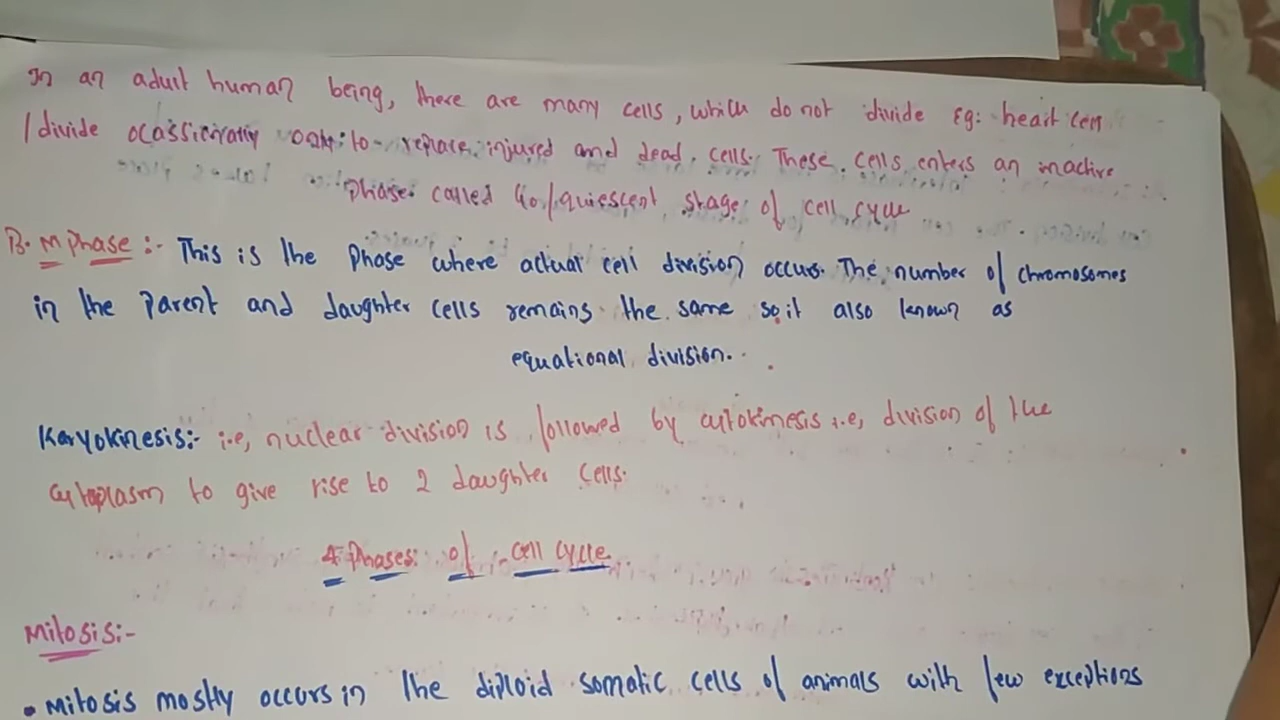 In an adult human being, there are many cells, which do not divide Eg: heart cell
/divide ocassionally only to replace injured and dead cells. These cells enters an inactive
phase called G0/quiescent stage of cell cycle
B. M Phase :- This is the Phase where actual cell division occurs. The number of chromosomes
in the Parent and daughter cells remains the same so it also known as
equational division.
Karyokinesis:- i.e, nuclear division is followed by cytokinesis i.e, division of the
cytoplasm to give rise to 2 daughter cells.
4 Phases of cell cycle
Mitosis:-
• Mitosis mostly occurs in the diploid somatic cells of animals with few exceptions